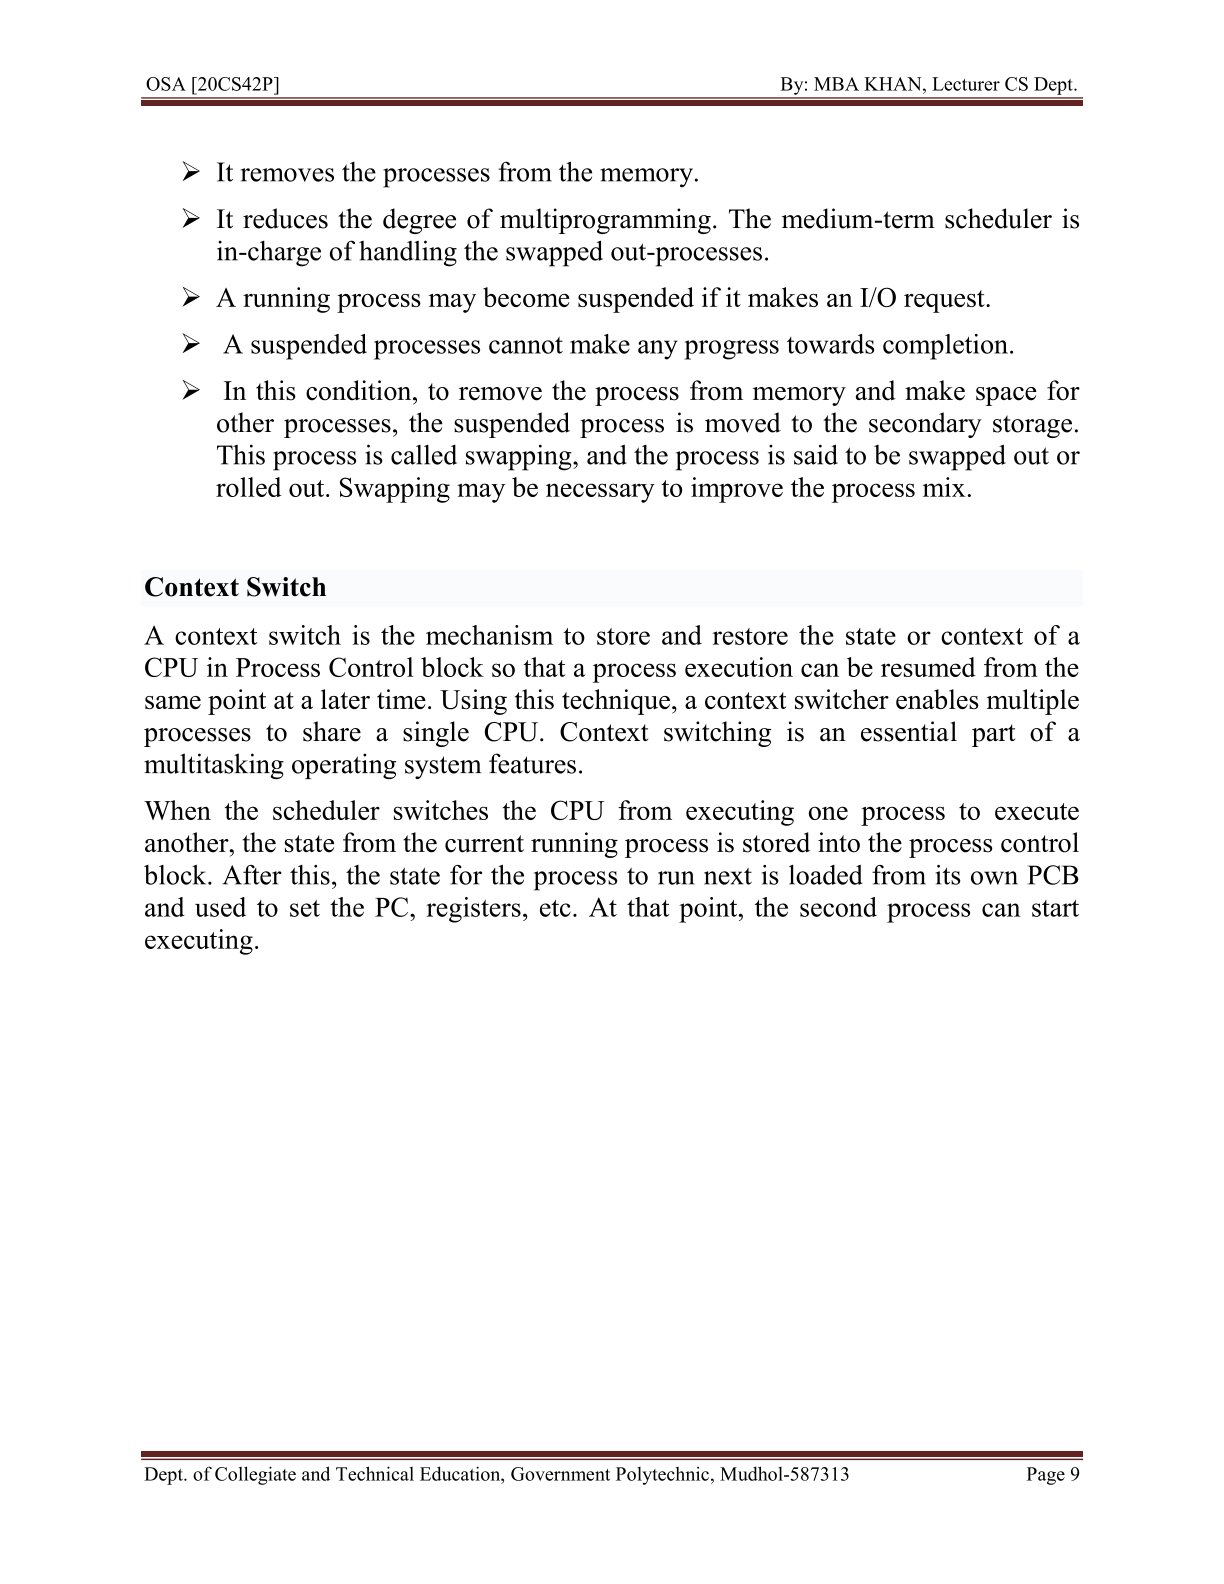 OSA [20CS42P] By: MBA KHAN, Lecturer CS Dept.
➢ It removes the processes from the memory.
➢ It reduces the degree of multiprogramming. The medium-term scheduler is
in-charge of handling the swapped out-processes.
➢ A running process may become suspended if it makes an I/O request.
➢ A suspended processes cannot make any progress towards completion.
➢ In this condition, to remove the process from memory and make space for
other processes, the suspended process is moved to the secondary storage.
This process is called swapping, and the process is said to be swapped out or
rolled out. Swapping may be necessary to improve the process mix.
Context Switch
A context switch is the mechanism to store and restore the state or context of a
CPU in Process Control block so that a process execution can be resumed from the
same point at a later time. Using this technique, a context switcher enables multiple
processes to share a single CPU. Context switching is an essential part of a
multitasking operating system features.
When the scheduler switches the CPU from executing one process to execute
another, the state from the current running process is stored into the process control
block. After this, the state for the process to run next is loaded from its own PCB
and used to set the PC, registers, etc. At that point, the second process can start
executing.
Dept. of Collegiate and Technical Education, Government Polytechnic, Mudhol-587313 Page 9